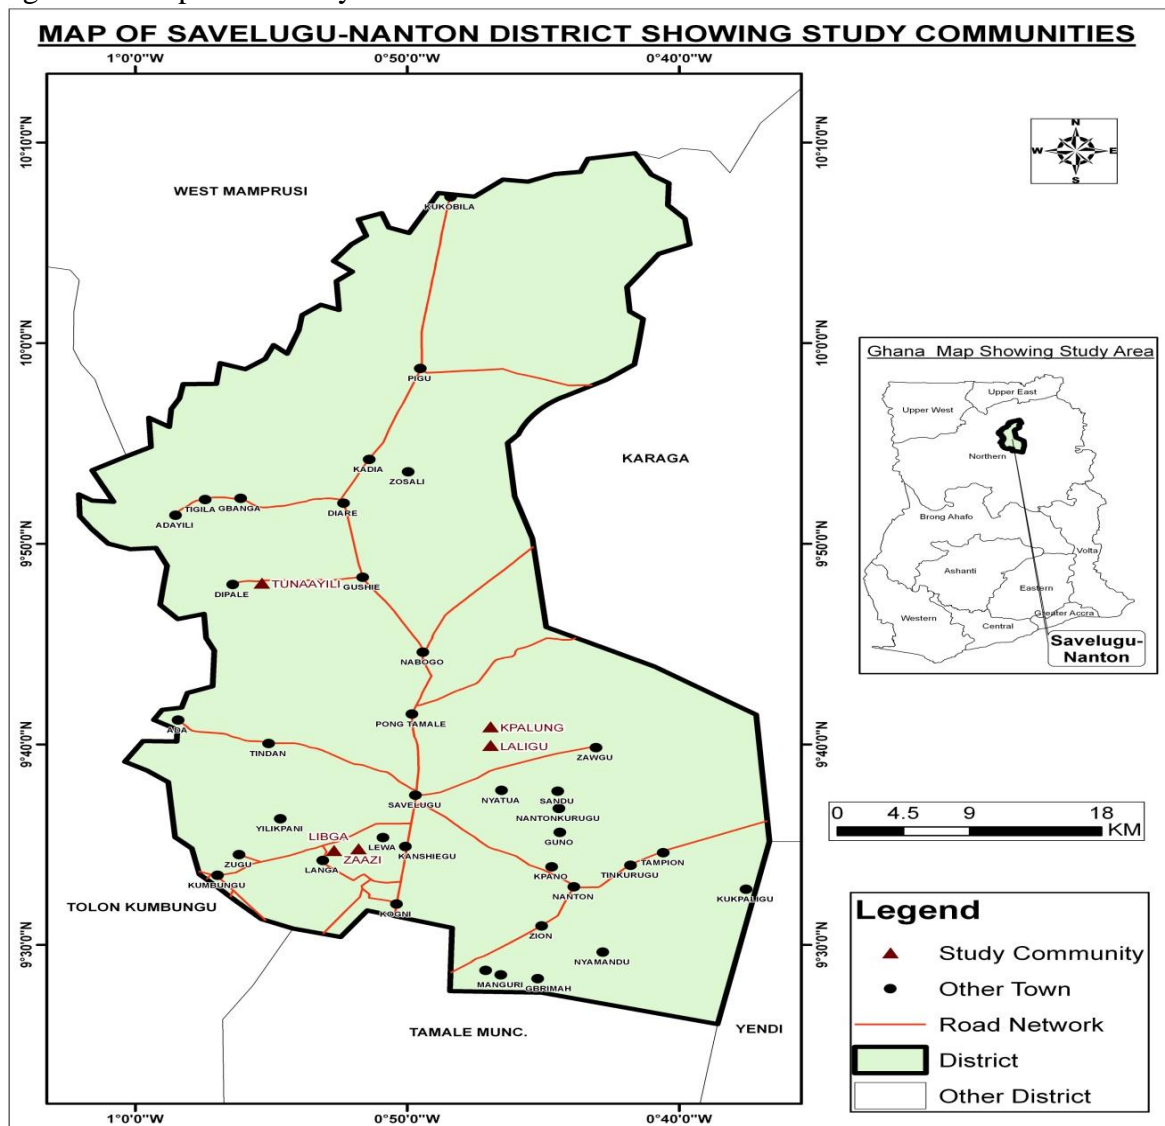 MAP OF SAVELUGU-NANTON DISTRICT SHOWING STUDY COMMUNITIES
1°0'0"W
0°50'0"W
0°40'0"W
10°10'0"N
10°10'0"N
WEST MAMPRUSI
KUKOBILA
10°0'0"N
10°0'0"N
PIGU
KARAGA
KADIA
ZOSALI
TIGILA
GBANGA
ADAYILI
DIARE
9°50'0"N
9°50'0"N
TUNAAYILI
DIPALE
GUSHIE
NABOGO
ADA
PONG TAMALE
KPALUNG
LALIGU
9°40'0"N
9°40'0"N
TINDAN
ZAWGU
SAVELUGU
NYATUA
SANDU
NANTONKURUGU
YILIKPANI
LIBGA
LEWA
GUNO
KANSHIEGU
ZAAZI
ZUGU
LANGA
TAMPION
KPANO
TINKURUGU
KUMBUNGU
NANTON
KUKPALIGU
TOLON KUMBUNGU
KOGNI
ZION
9°30'0"N
9°30'0"N
NYAMANDU
MANGURI
GBRIMAH
TAMALE MUNC.
YENDI
1°0'0"W
0°50'0"W
0°40'0"W
N
W
E
S
Ghana Map Showing Study Area
Upper East
Upper West
Northern
Brong Ahafo
Volta
Ashanti
Eastern
Greater Accra
Western
Central
Savelugu-
Nanton
0 4.5 9 18
KM
Legend
Study Community
Other Town
Road Network
District
Other District